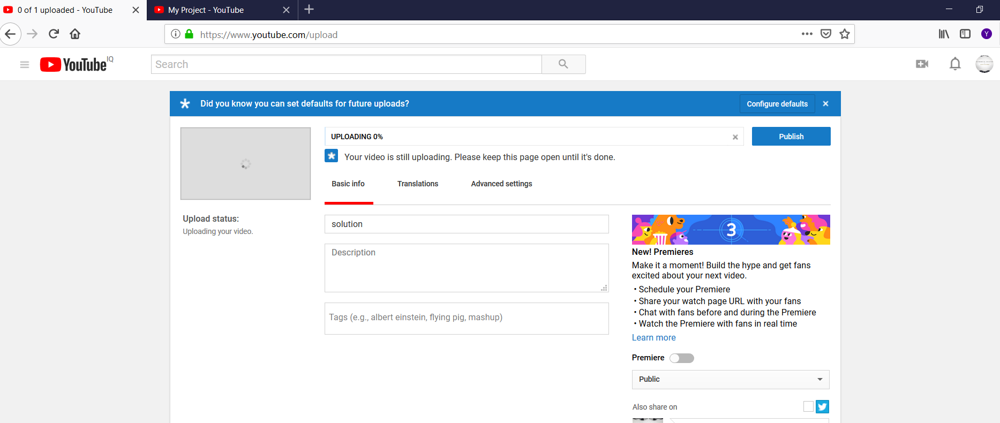 0 of 1 uploaded - YouTube
My Project - YouTube
https://www.youtube.com/upload
Y
YouTube IQ
Search
Did you know you can set defaults for future uploads?
Configure defaults
UPLOADING 0%
Publish
Your video is still uploading. Please keep this page open until it's done.
Basic info
Translations
Advanced settings
Upload status:
Uploading your video.
solution
Description
Tags (e.g., albert einstein, flying pig, mashup)
3
New! Premieres
Make it a moment! Build the hype and get fans
excited about your next video.
• Schedule your Premiere
• Share your watch page URL with your fans
• Chat with fans before and during the Premiere
• Watch the Premiere with fans in real time
Learn more
Premiere
Public
Also share on